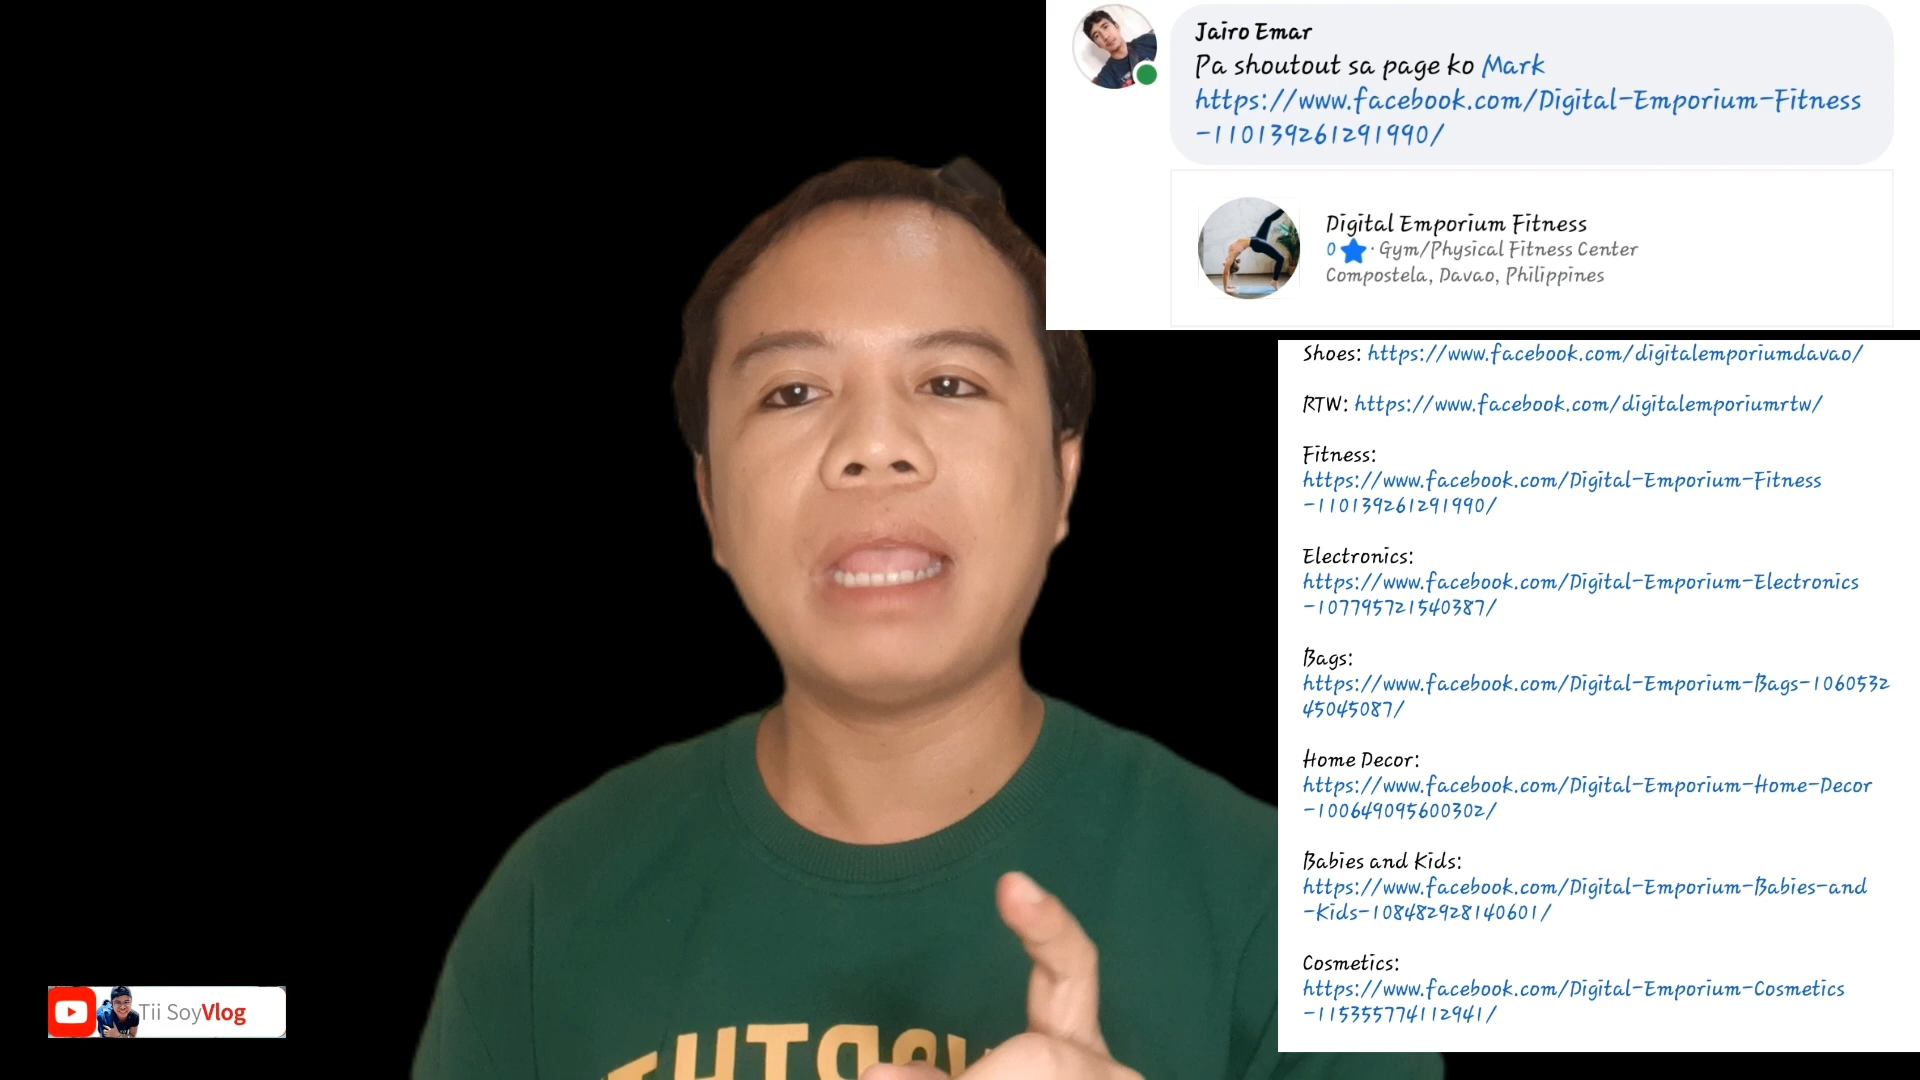 Jairo Emar
Pa shoutout sa page ko Mark
https://www.facebook.com/Digital-Emporium-Fitness
-110139261291990/
Digital Emporium Fitness
0 · Gym/Physical Fitness Center
Compostela, Davao, Philippines
Shoes: https://www.facebook.com/digitalemporiumdavao/
RTW: https://www.facebook.com/digitalemporiumrtw/
Fitness:
https://www.facebook.com/Digital-Emporium-Fitness
-110139261291990/
Electronics:
https://www.facebook.com/Digital-Emporium-Electronics
-107795721540387/
Bags:
https://www.facebook.com/Digital-Emporium-Bags-1060532
45045087/
Home Decor:
https://www.facebook.com/Digital-Emporium-Home-Decor
-100649095600302/
Babies and Kids:
https://www.facebook.com/Digital-Emporium-Babies-and
-Kids-108482928140601/
Cosmetics:
https://www.facebook.com/Digital-Emporium-Cosmetics
-115355774112941/
Tii SoyVlog